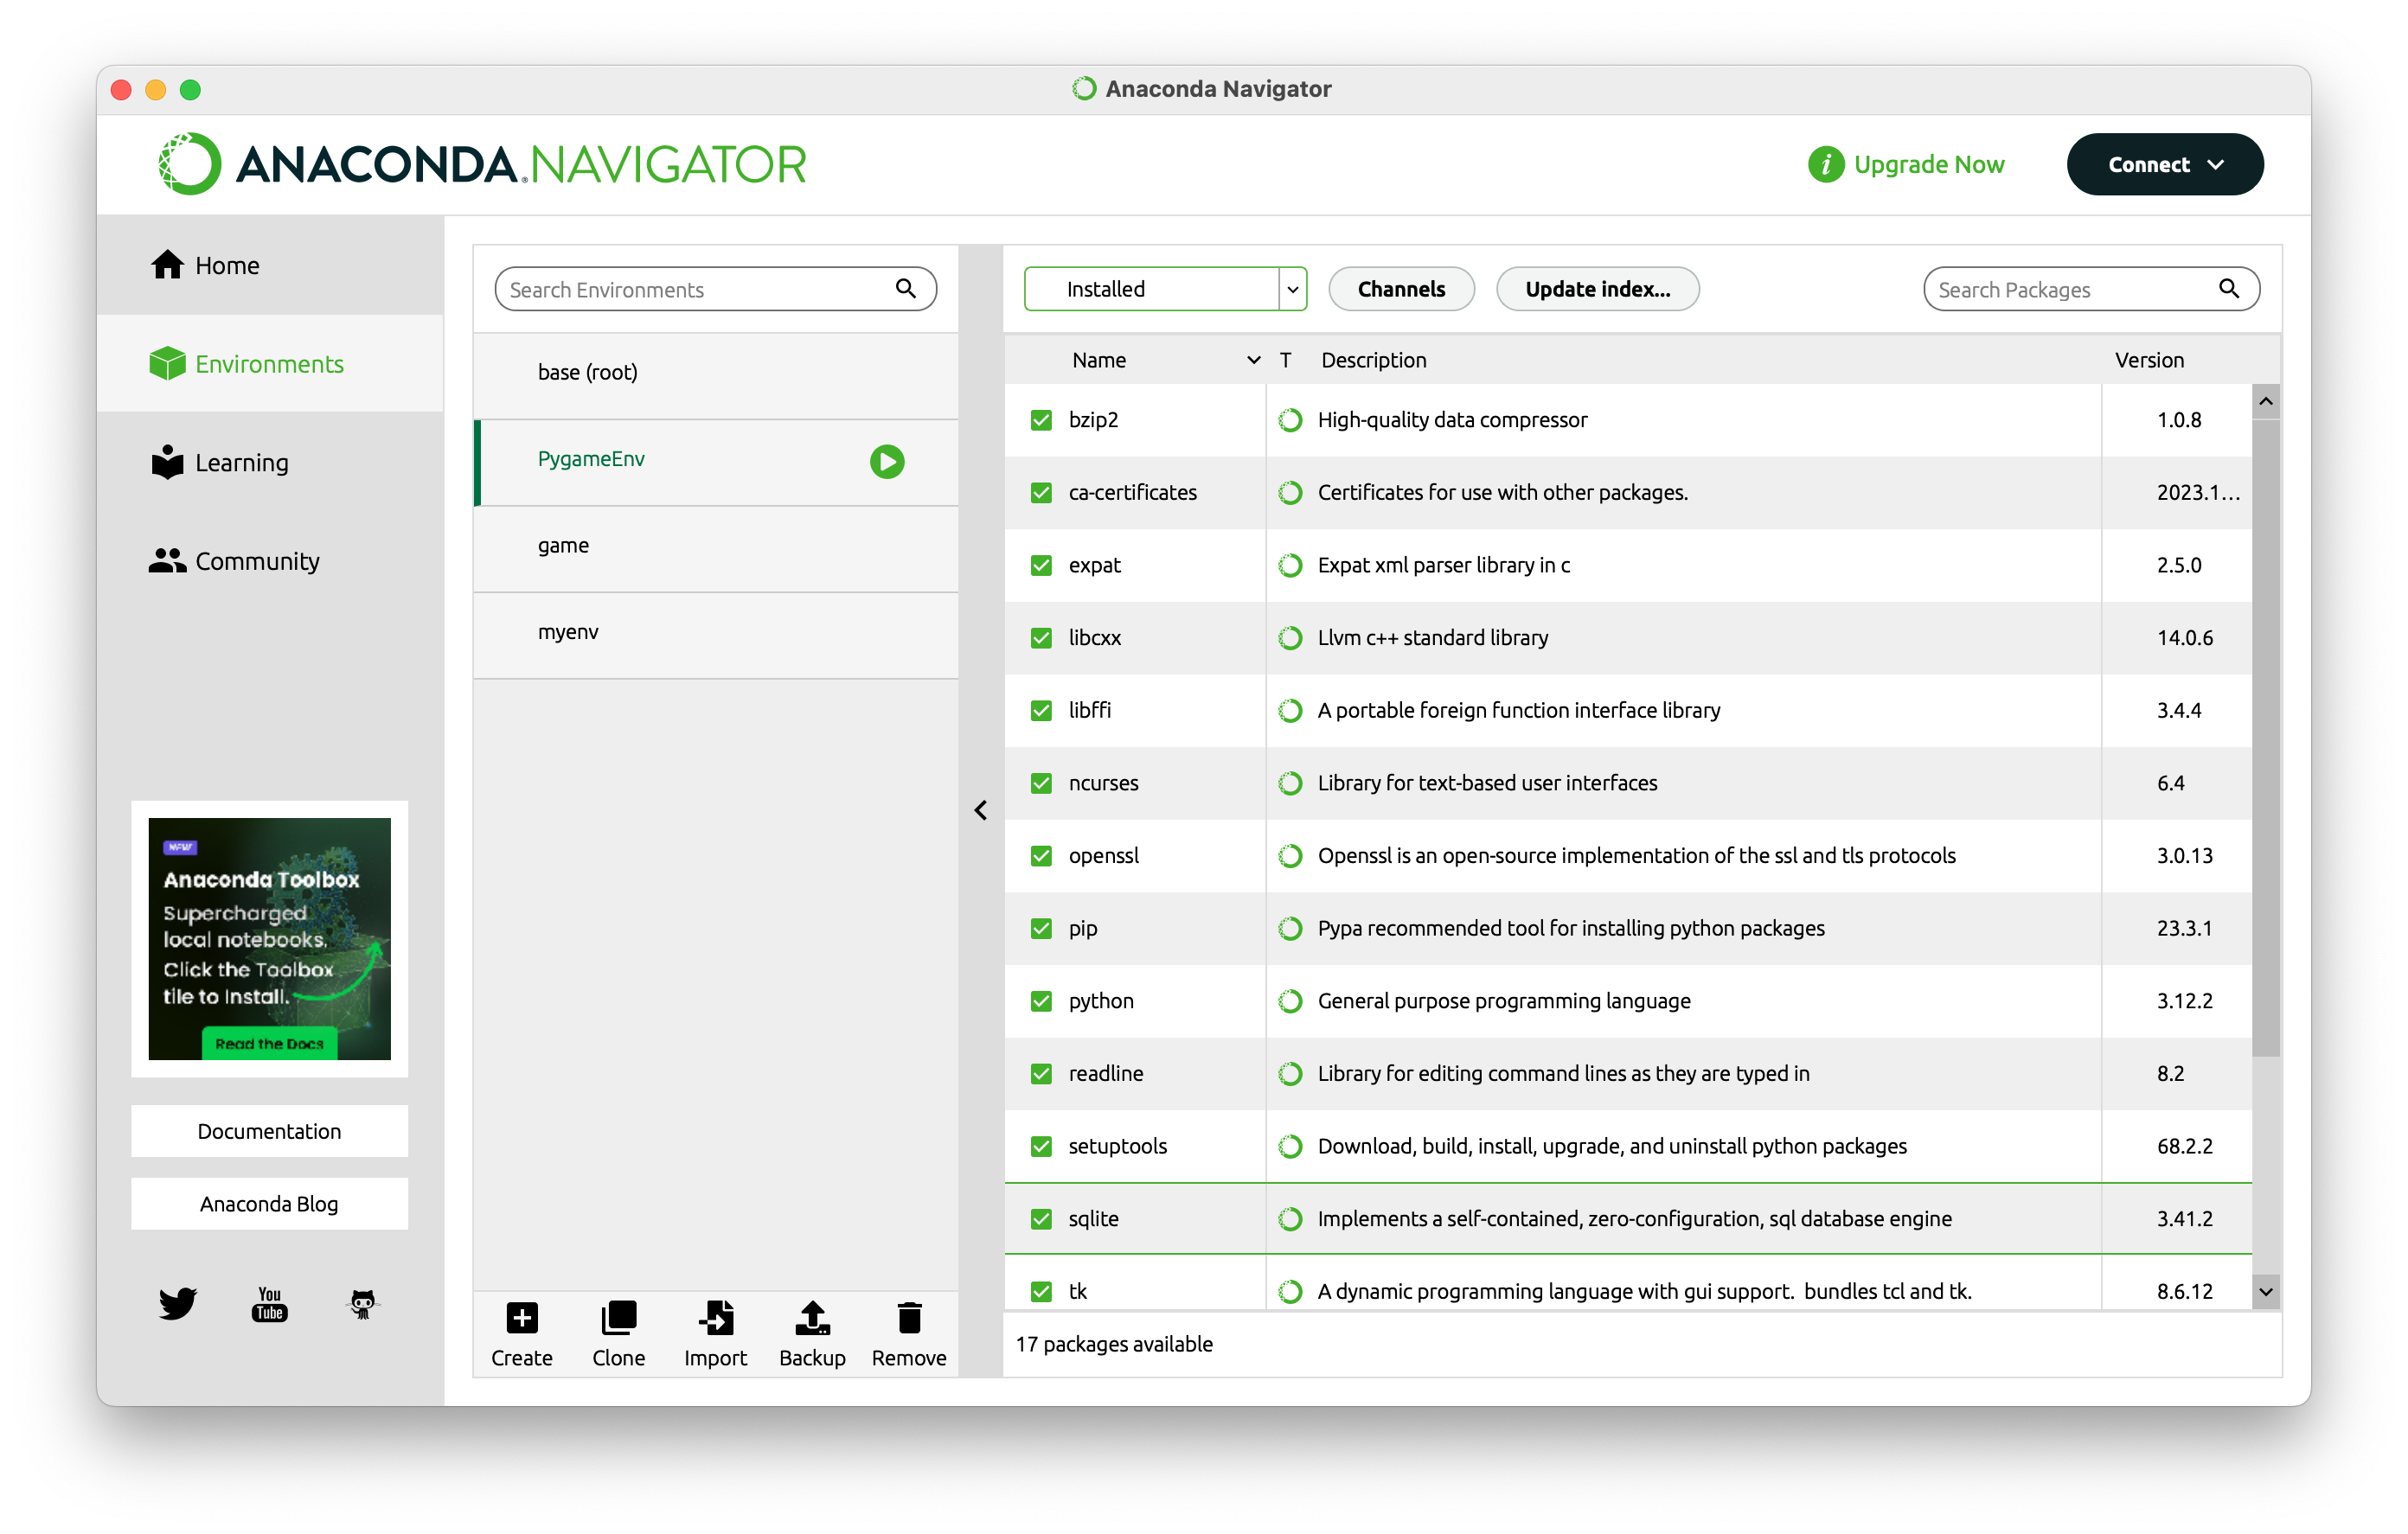 Anaconda Navigator
ANACONDA.NAVIGATOR
Upgrade Now
Connect
Home
Environments
Learning
Community
NEW
Anaconda Toolbox
Supercharged
local notebooks.
Click the Toolbox
tile to Install.
Read the Docs
Documentation
Anaconda Blog
You
Tube
Search Environments
base (root)
PygameEnv
game
myenv
Create
Clone
Import
Backup
Remove
Installed
Channels
Update index...
Search Packages
Name T Description Version
bzip2 High-quality data compressor 1.0.8
ca-certificates Certificates for use with other packages. 2023.1...
expat Expat xml parser library in c 2.5.0
libcxx Llvm c++ standard library 14.0.6
libffi A portable foreign function interface library 3.4.4
ncurses Library for text-based user interfaces 6.4
openssl Openssl is an open-source implementation of the ssl and tls protocols 3.0.13
pip Pypa recommended tool for installing python packages 23.3.1
python General purpose programming language 3.12.2
readline Library for editing command lines as they are typed in 8.2
setuptools Download, build, install, upgrade, and uninstall python packages 68.2.2
sqlite Implements a self-contained, zero-configuration, sql database engine 3.41.2
tk A dynamic programming language with gui support. bundles tcl and tk. 8.6.12
17 packages available